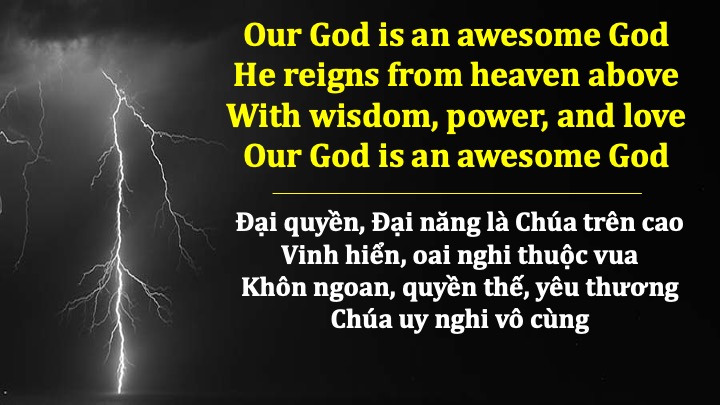 Our God is an awesome God
He reigns from heaven above
With wisdom, power, and love
Our God is an awesome God
Đại quyền, Đại năng là Chúa trên cao
Vinh hiển, oai nghi thuộc vua
Khôn ngoan, quyền thế, yêu thương
Chúa uy nghi vô cùng